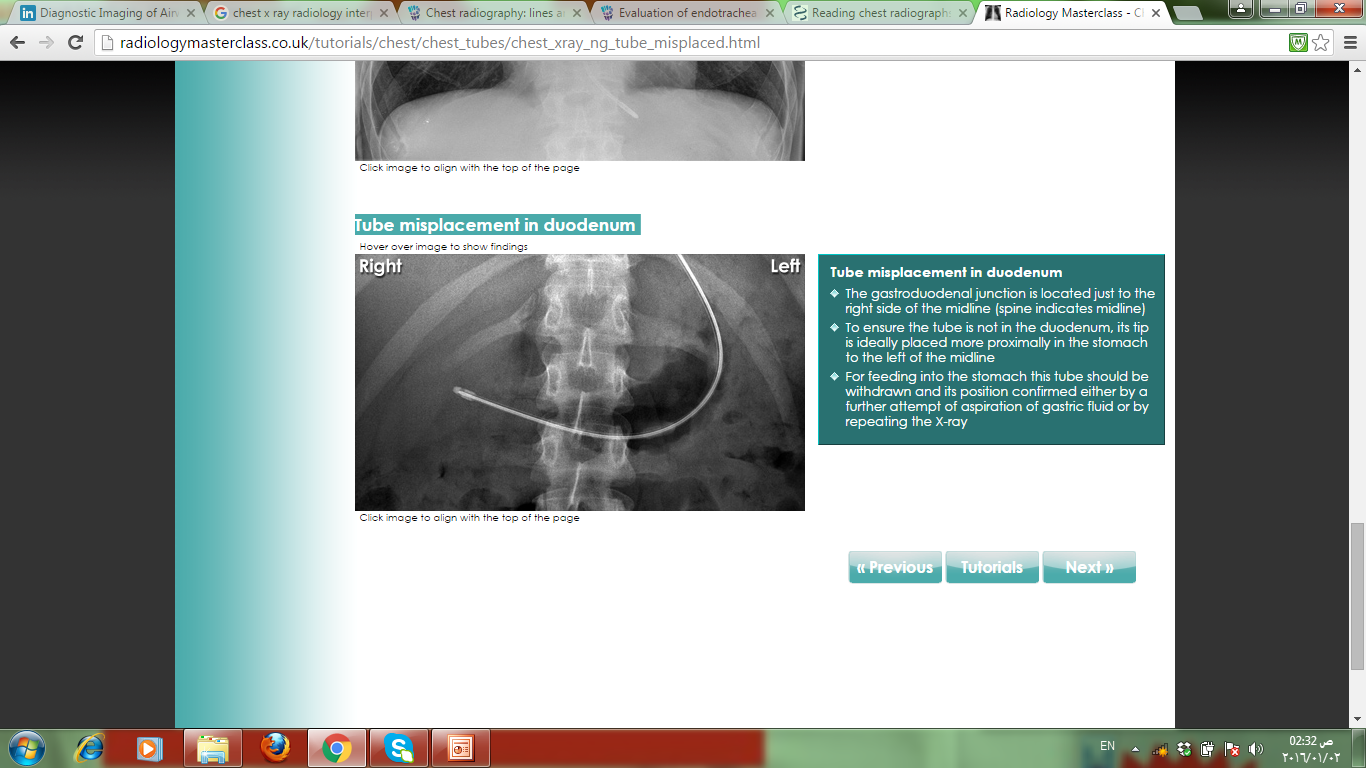 Diagnostic Imaging of Air
chest x ray radiology inter
Chest radiography: lines a
Evaluation of endotrachea
Reading chest radiograph
Radiology Masterclass - C
radiologymasterclass.co.uk/tutorials/chest/chest_tubes/chest_xray_ng_tube_misplaced.html
Click image to align with the top of the page
Tube misplacement in duodenum
Hover over image to show findings
Right
Left
Tube misplacement in duodenum
The gastroduodenal junction is located just to the
right side of the midline (spine indicates midline)
To ensure the tube is not in the duodenum, its tip
is ideally placed more proximally in the stomach
to the left of the midline
For feeding into the stomach this tube should be
withdrawn and its position confirmed either by a
further attempt of aspiration of gastric fluid or by
repeating the X-ray
Click image to align with the top of the page
« Previous
Tutorials
Next »
EN
02:32 ص
٢٠١٦/٠١/٠٢